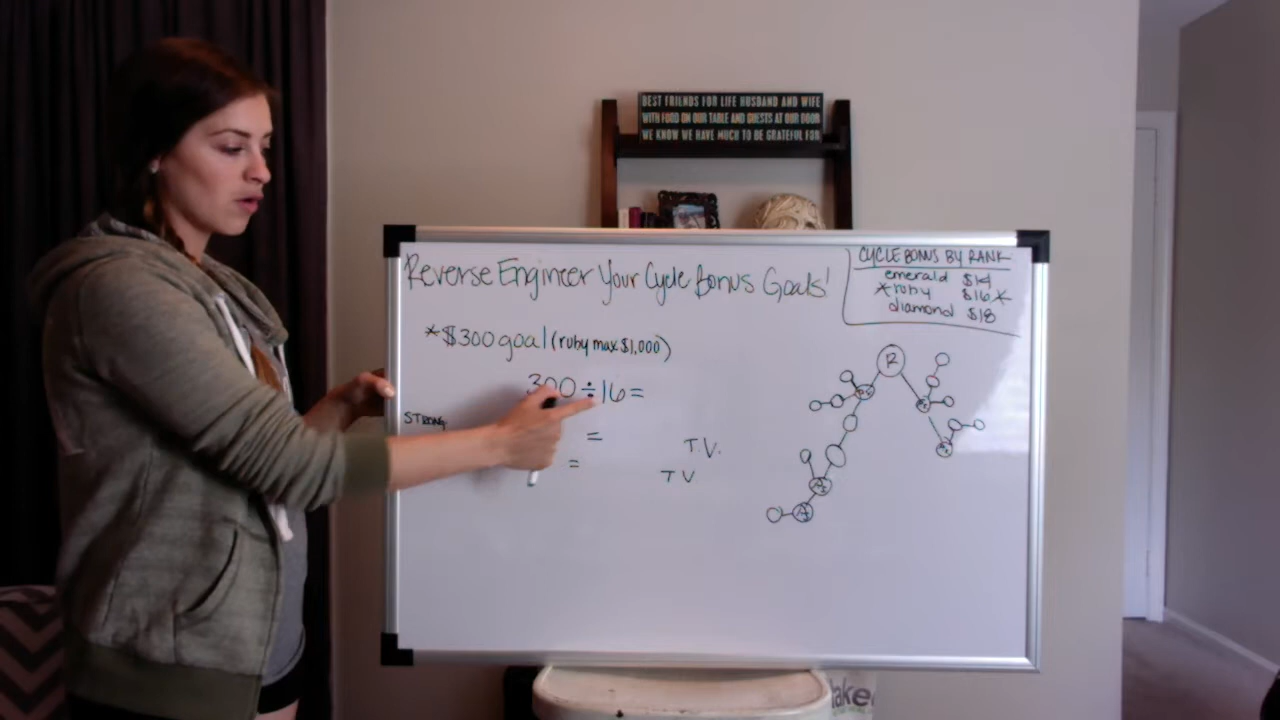 BEST FRIENDS FOR LIFE HUSBAND AND WIFE
WITH FOOD ON OUR TABLE AND GUESTS AT OUR DOOR
WE KNOW WE HAVE MUCH TO BE GRATEFUL FOR
Reverse Engineer Your Cycle Bonus Goals!
CYCLE BONUS BY RANK
emerald $14
*ruby $16*
diamond $18
*$300 goal (ruby max $1,000)
300 ÷ 16 =
STRONG
= T.V.
= TV
R